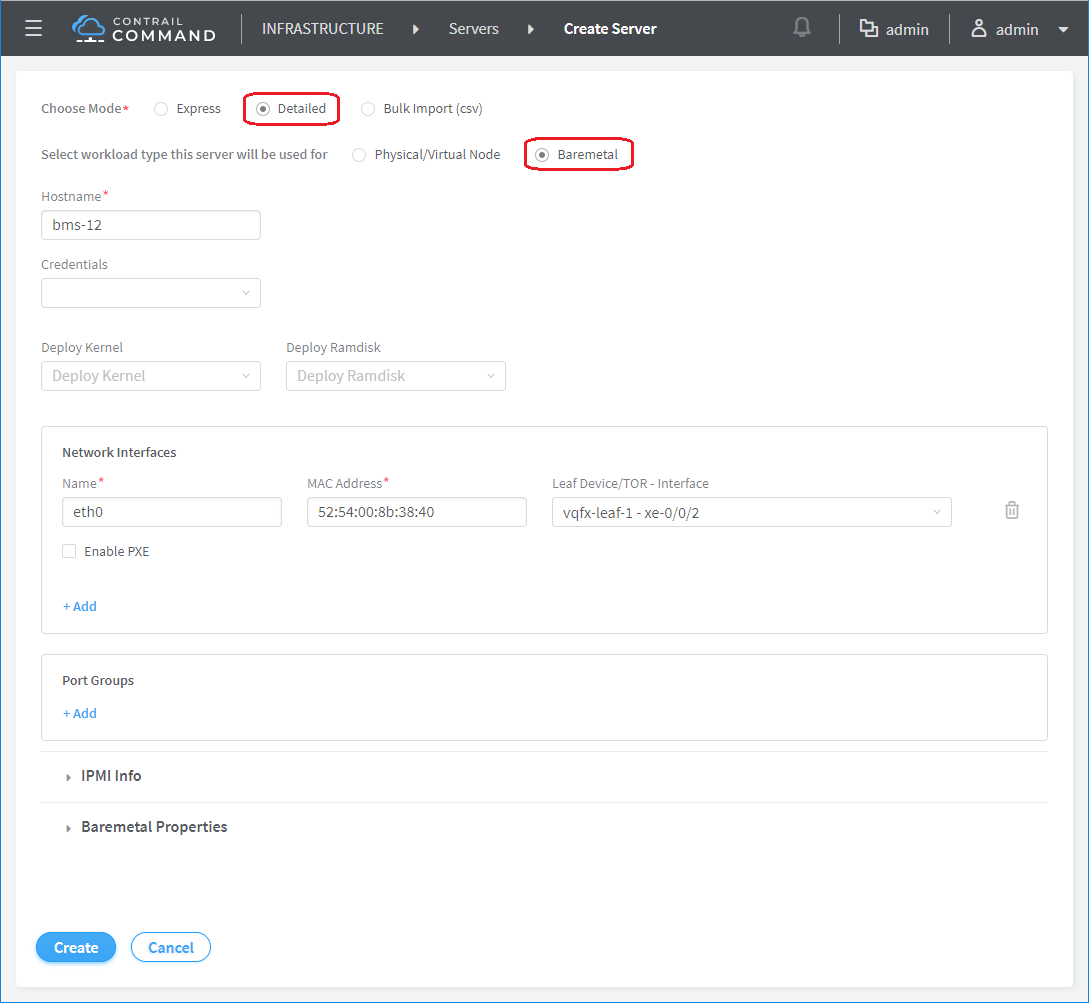 CONTRAIL
COMMAND
INFRASTRUCTURE Servers Create Server admin admin
Choose Mode* Express Detailed Bulk Import (csv)
Select workload type this server will be used for Physical/Virtual Node Baremetal
Hostname*
bms-12
Credentials
Deploy Kernel Deploy Ramdisk
Deploy Kernel Deploy Ramdisk
Network Interfaces
Name* MAC Address* Leaf Device/TOR - Interface
eth0 52:54:00:8b:38:40 vqfx-leaf-1 - xe-0/0/2
Enable PXE
+ Add
Port Groups
+ Add
IPMI Info
Baremetal Properties
Create Cancel